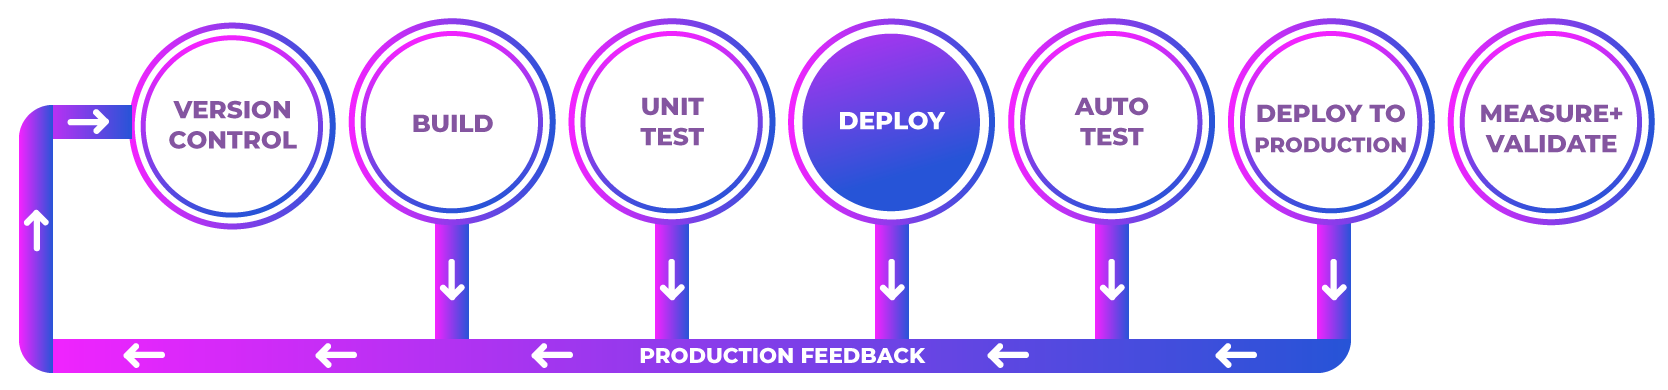 VERSION
CONTROL
BUILD
UNIT
TEST
DEPLOY
AUTO
TEST
DEPLOY TO
PRODUCTION
MEASURE+
VALIDATE
PRODUCTION FEEDBACK